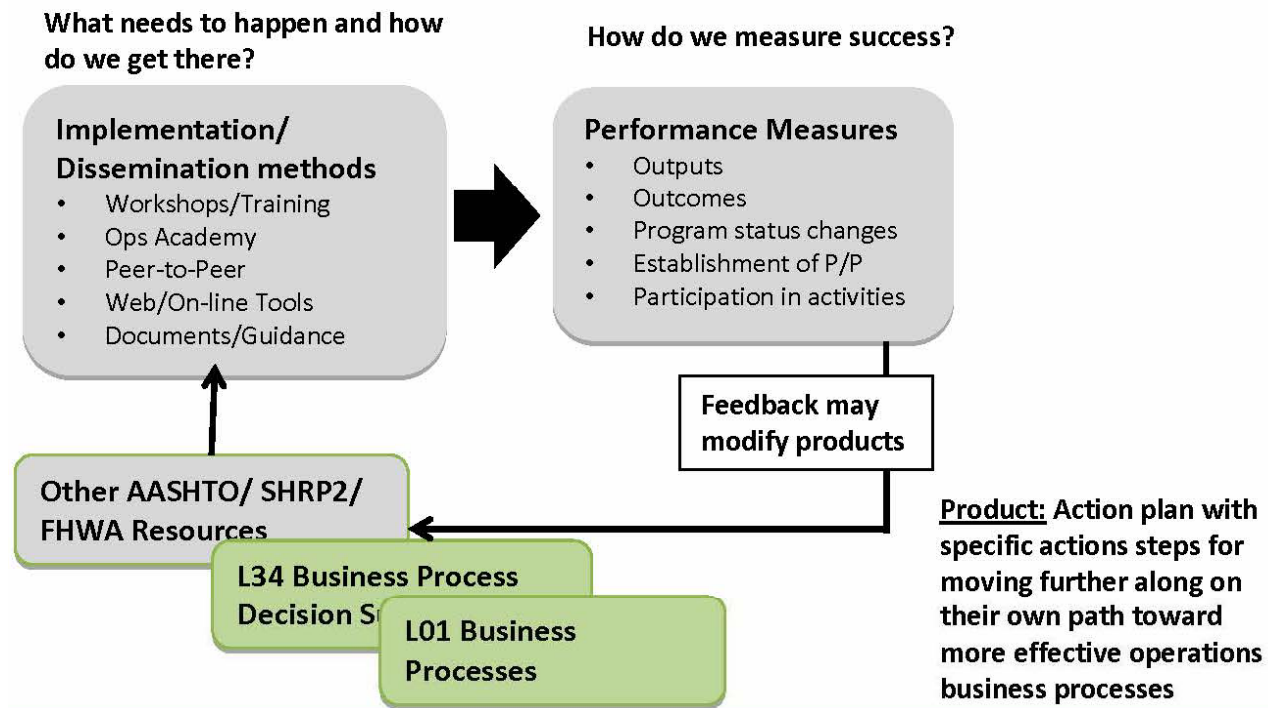 What needs to happen and how
do we get there?
How do we measure success?
Implementation/
Dissemination methods
• Workshops/Training
• Ops Academy
• Peer-to-Peer
• Web/On-line Tools
• Documents/Guidance
Performance Measures
• Outputs
• Outcomes
• Program status changes
• Establishment of P/P
• Participation in activities
Feedback may
modify products
Other AASHTO/ SHRP2/
FHWA Resources
L34 Business Process
Decision
L01 Business
Processes
Product: Action plan with
specific actions steps for
moving further along on
their own path toward
more effective operations
business processes